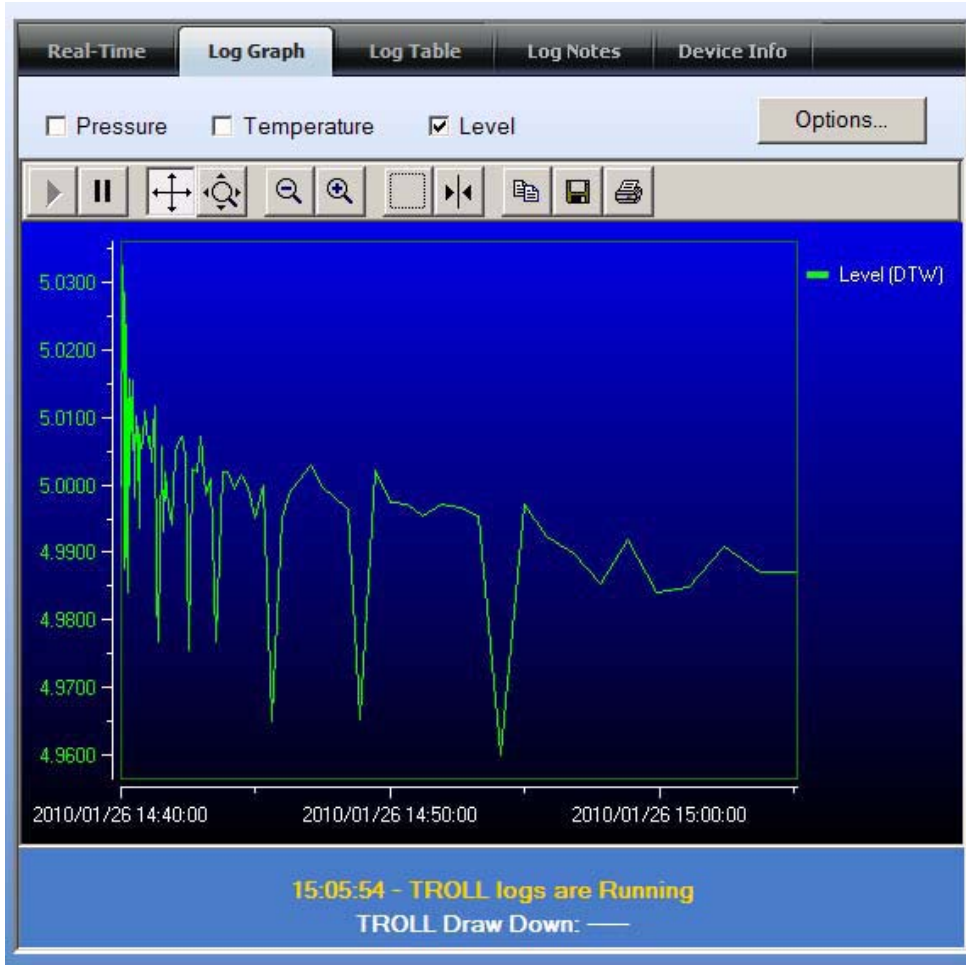 Real-Time Log Graph Log Table Log Notes Device Info
Pressure Temperature Level Options...
Level (DTW)
5.0300
5.0200
5.0100
5.0000
4.9900
4.9800
4.9700
4.9600
2010/01/26 14:40:00 2010/01/26 14:50:00 2010/01/26 15:00:00
15:05:54 - TROLL logs are Running
TROLL Draw Down: ——